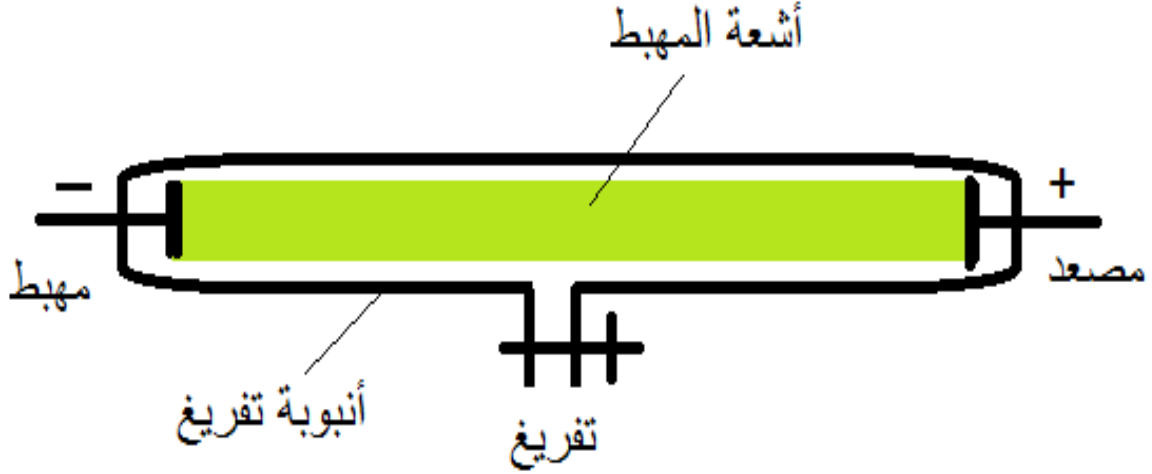 أشعة المهبط
+
مصعد
−
مهبط
أنبوبة تفريغ
تفريغ